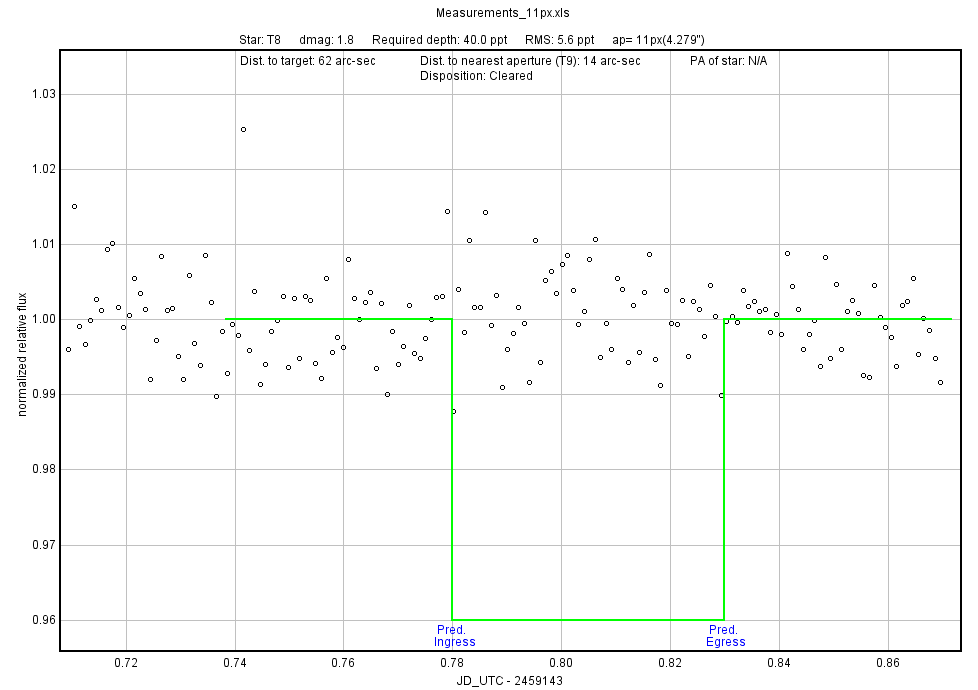 Measurements_11px.xls
Star: T8 dmag: 1.8 Required depth: 40.0 ppt RMS: 5.6 ppt ap= 11px(4.279")
Dist. to target: 62 arc-sec Dist. to nearest aperture (T9): 14 arc-sec PA of star: N/A
Disposition: Cleared
1.03
1.02
1.01
1.00
0.99
0.98
0.97
0.96
normalized relative flux
Pred. Pred.
Ingress Egress
0.72 0.74 0.76 0.78 0.80 0.82 0.84 0.86
JD_UTC - 2459143